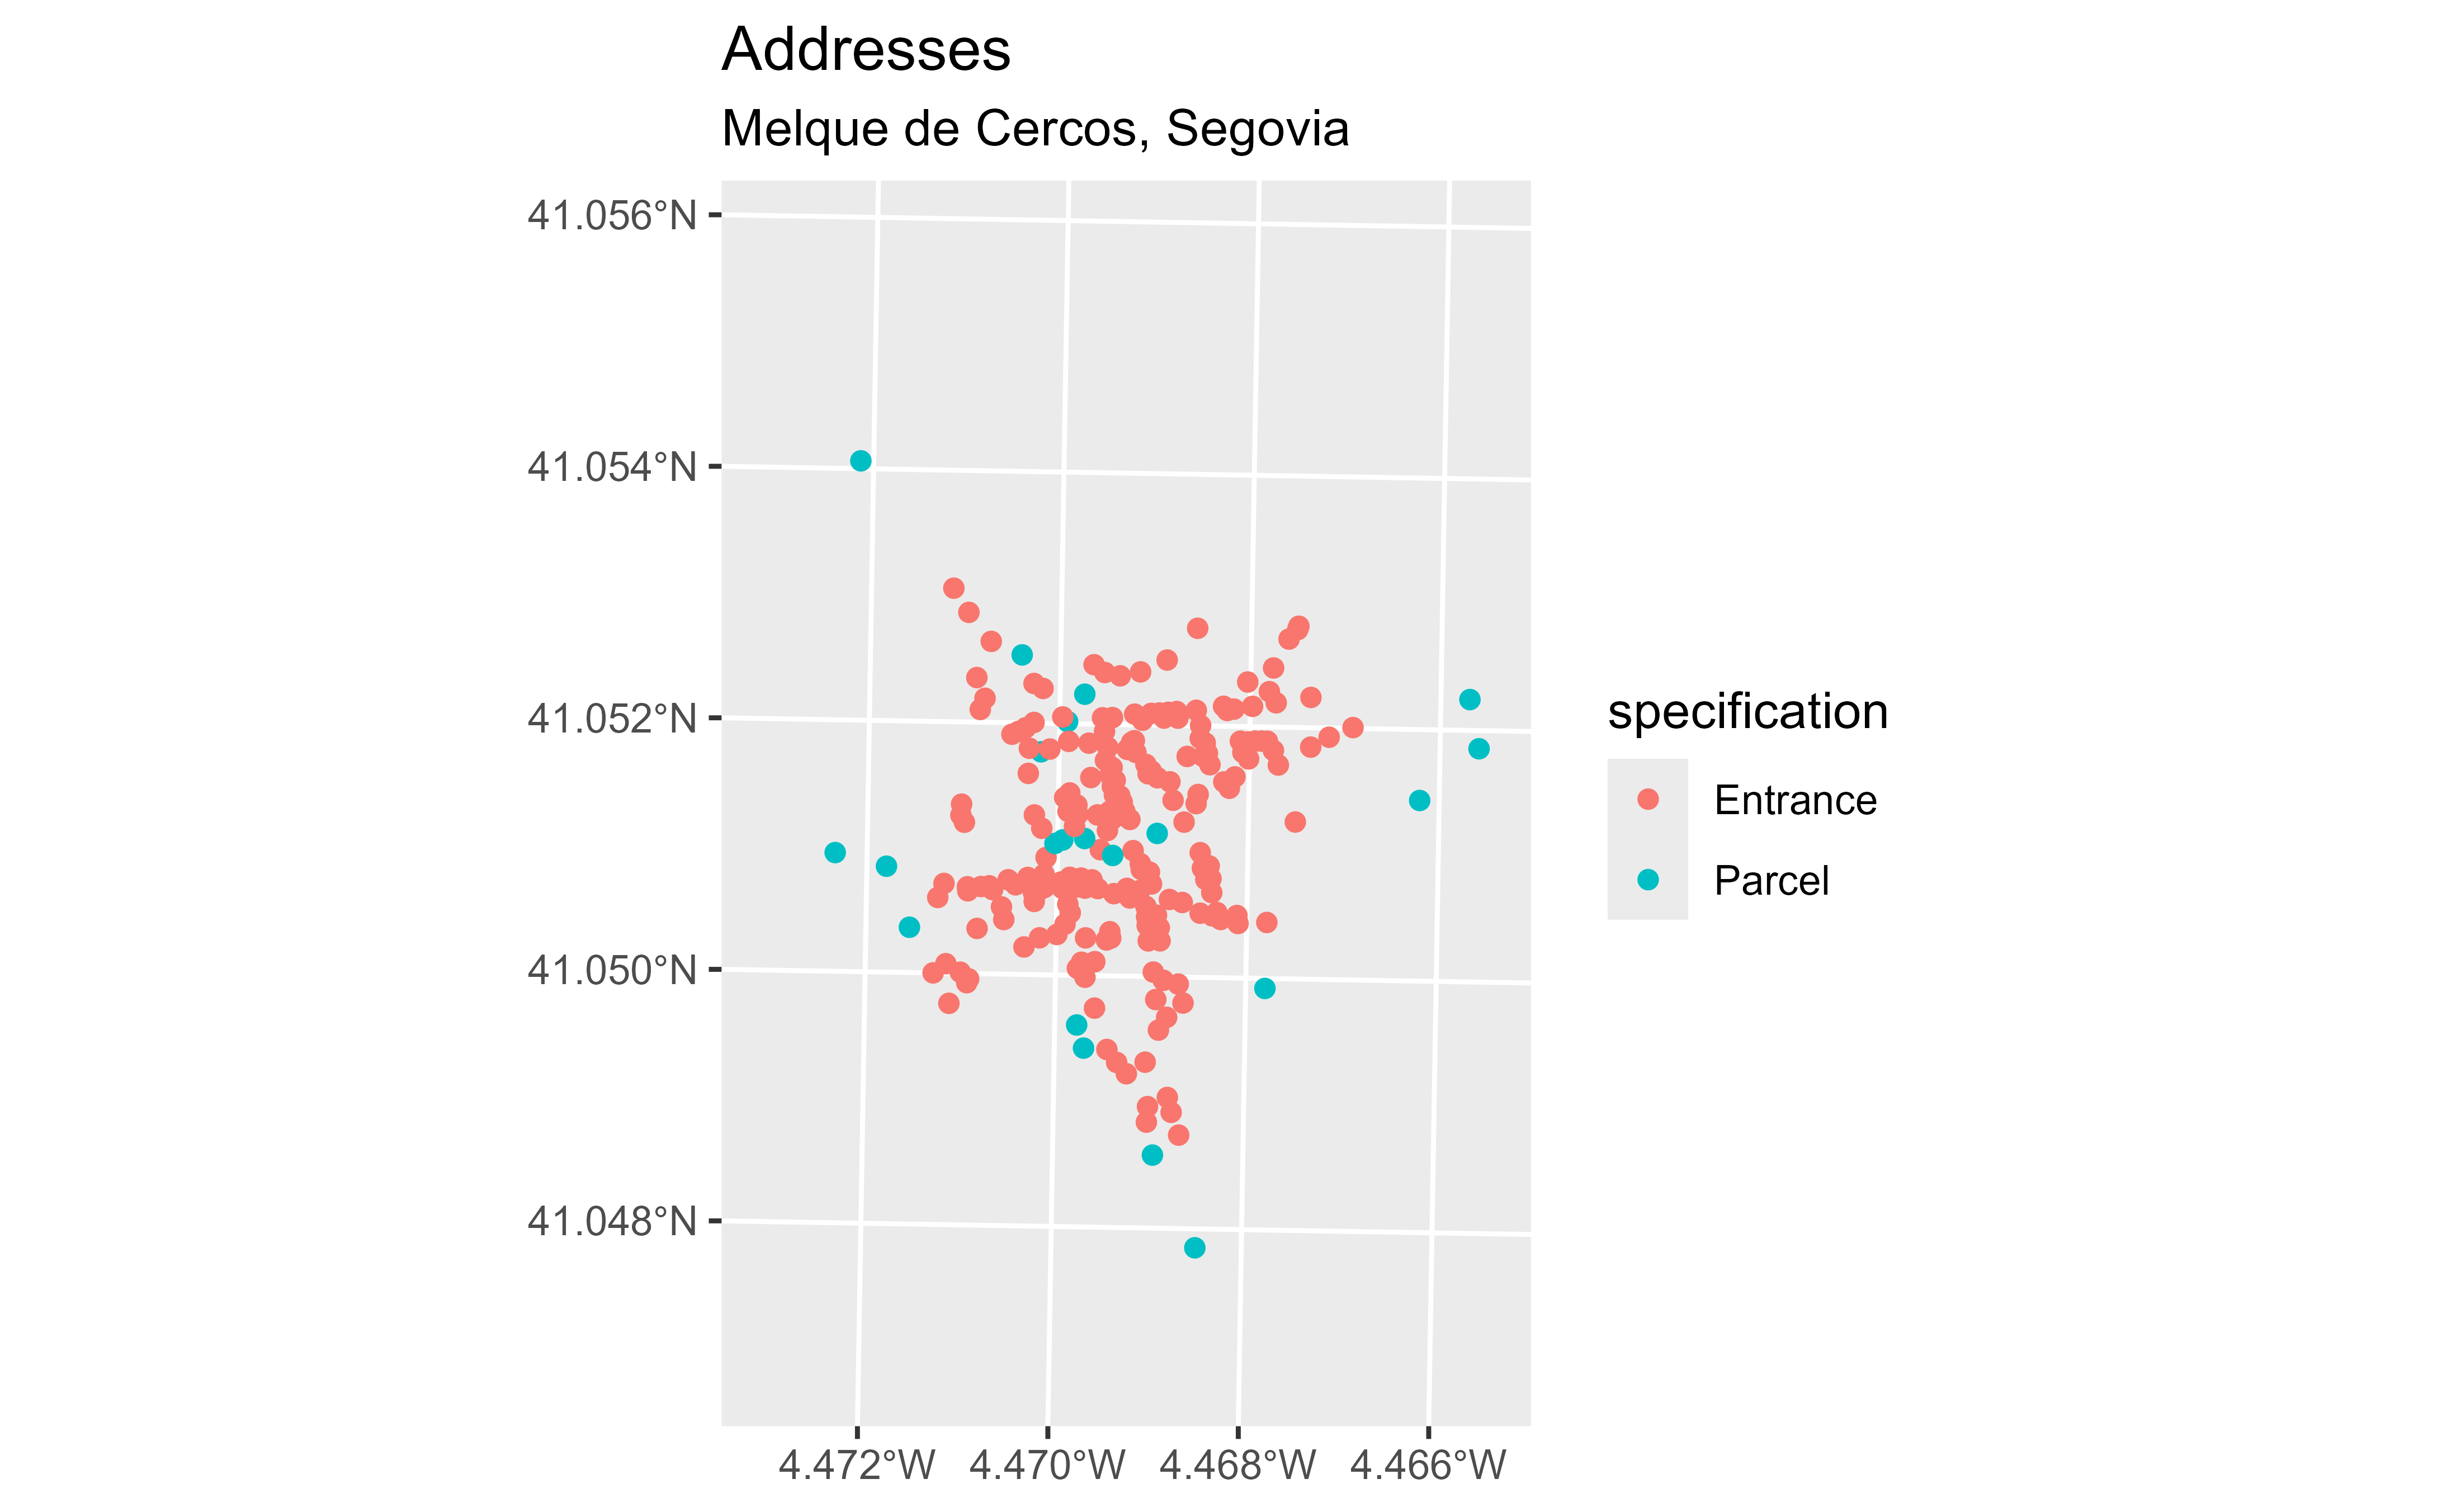 Addresses
Melque de Cercos, Segovia
41.056°N
41.054°N
41.052°N
41.050°N
41.048°N
4.472°W 4.470°W 4.468°W 4.466°W
specification
Entrance
Parcel